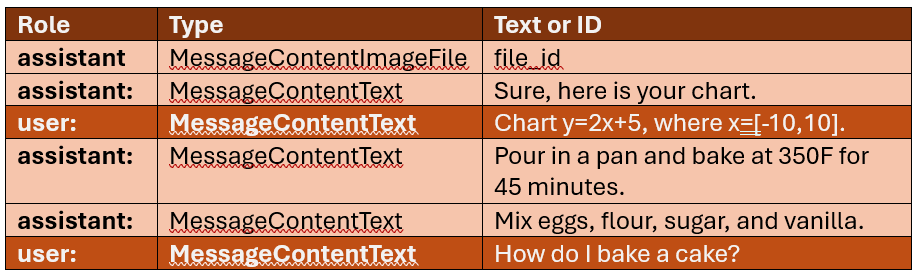 Role Type Text or ID
assistant MessageContentImageFile file_id
assistant: MessageContentText Sure, here is your chart.
user: MessageContentText Chart y=2x+5, where x=[-10,10].
assistant: MessageContentText Pour in a pan and bake at 350F for
45 minutes.
assistant: MessageContentText Mix eggs, flour, sugar, and vanilla.
user: MessageContentText How do I bake a cake?